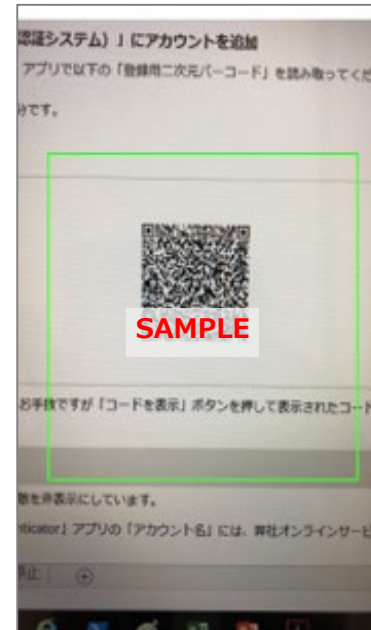 認証システム）」にアカウントを追加
アプリで以下の「登録用二次元バーコード」を読み取ってくだ
分です。
SAMPLE
お手数ですが「コードを表示」ボタンを押して表示されたコード
を非表示にしています。
nticator」アプリの「アカウント名」には、弊社オンラインサービ
停止